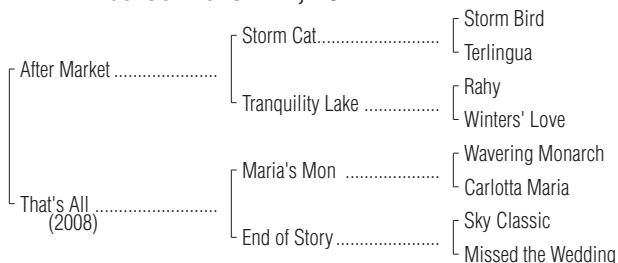 Storm Bird
Storm Cat..........................
Terlingua
After Market ......................
Rahy
Tranquility Lake ................
Winters' Love
Wavering Monarch
Maria's Mon ....................
Carlotta Maria
That's All ..........................
(2008)
Sky Classic
End of Story......................
Missed the Wedding